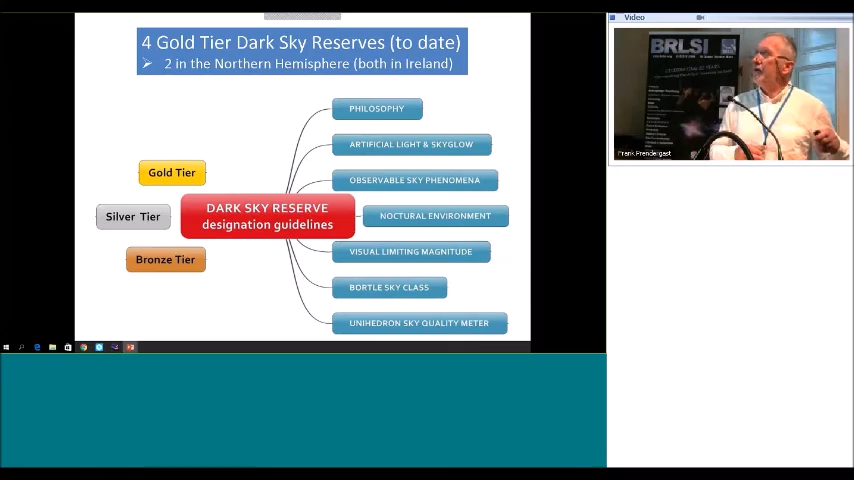 4 Gold Tier Dark Sky Reserves (to date)
➢ 2 in the Northern Hemisphere (both in Ireland)
PHILOSOPHY
ARTIFICIAL LIGHT & SKYGLOW
Gold Tier
OBSERVABLE SKY PHENOMENA
DARK SKY RESERVE
designation guidelines
Silver Tier
NOCTURAL ENVIRONMENT
Bronze Tier
VISUAL LIMITING MAGNITUDE
BORTLE SKY CLASS
UNIHEDRON SKY QUALITY METER
Video
BRLSI
Frank Prendergast